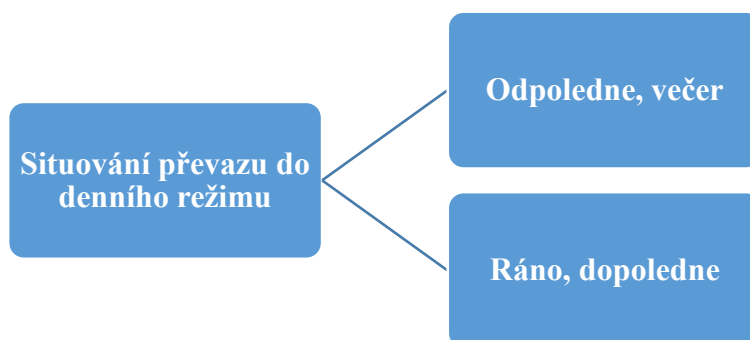 Odpoledne, večer
Situování převazu do
denního režimu
Ráno, dopoledne